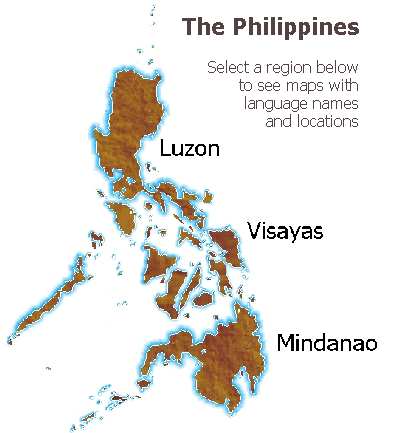 The Philippines
Select a region below
to see maps with
language names
and locations
Luzon
Visayas
Mindanao